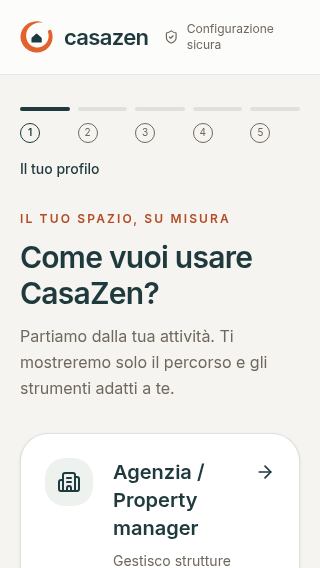 casazen
Configurazione
sicura
1 2 3 4 5
Il tuo profilo
IL TUO SPAZIO, SU MISURA
Come vuoi usare
CasaZen?
Partiamo dalla tua attività. Ti
mostreremo solo il percorso e gli
strumenti adatti a te.
Agenzia /
Property
manager
Gestisco strutture